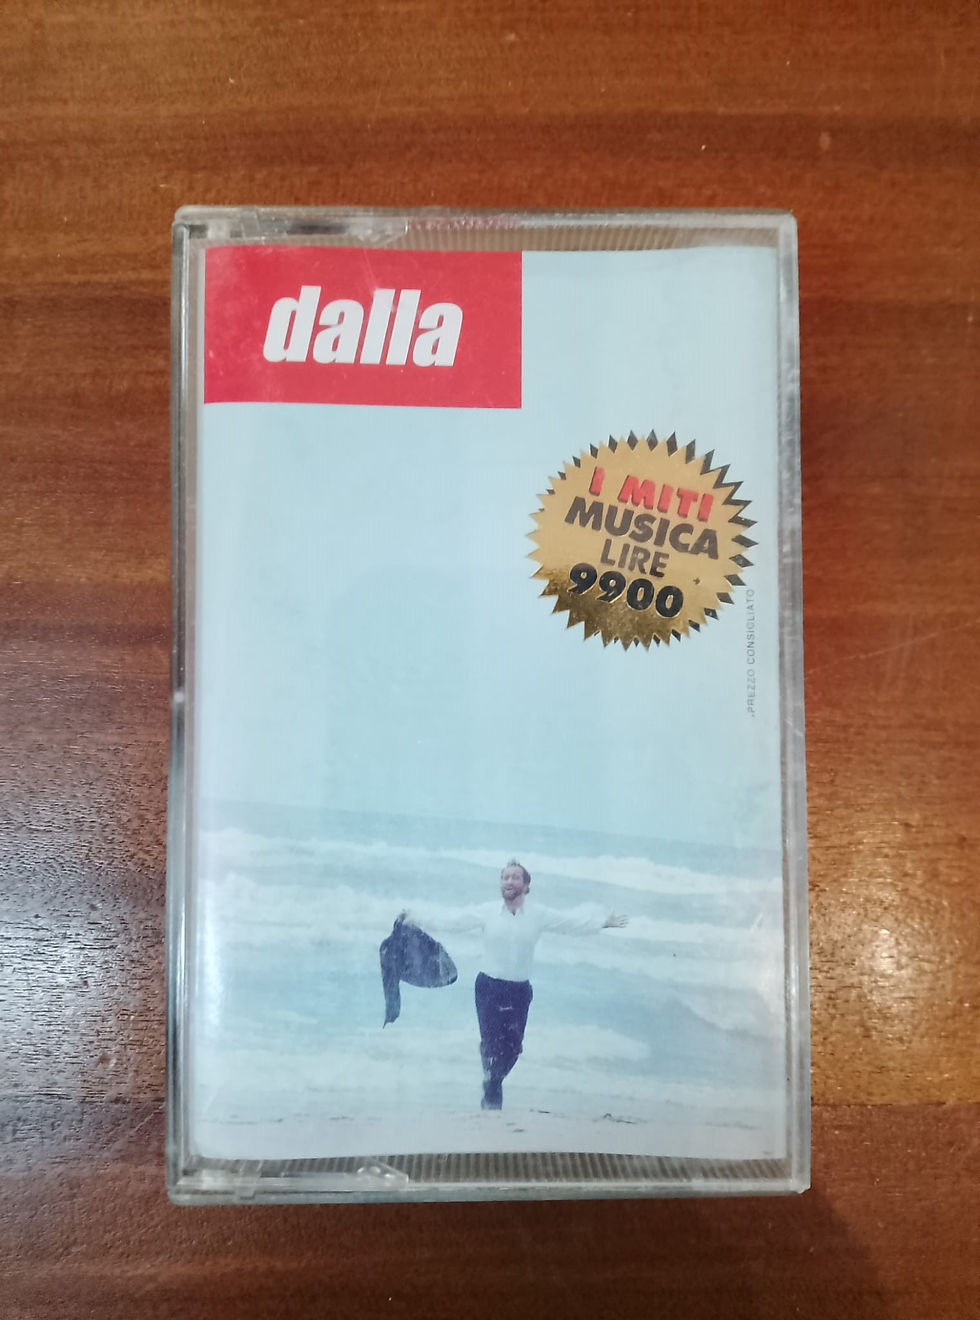 dalla
I MITI
MUSICA
LIRE
9900
PREZZO CONSIGLIATO